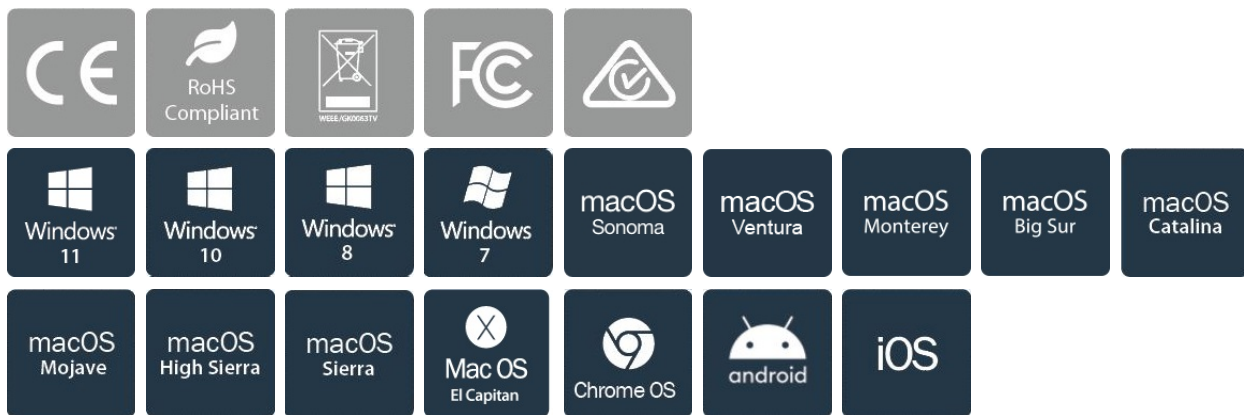 CE
RoHS
Compliant
WEEE/GK0063TV
FC
Windows
11
Windows
10
Windows
8
Windows
7
macOS
Sonoma
macOS
Ventura
macOS
Monterey
macOS
Big Sur
macOS
Catalina
macOS
Mojave
macOS
High Sierra
macOS
Sierra
X
Mac OS
El Capitan
Chrome OS
android
iOS